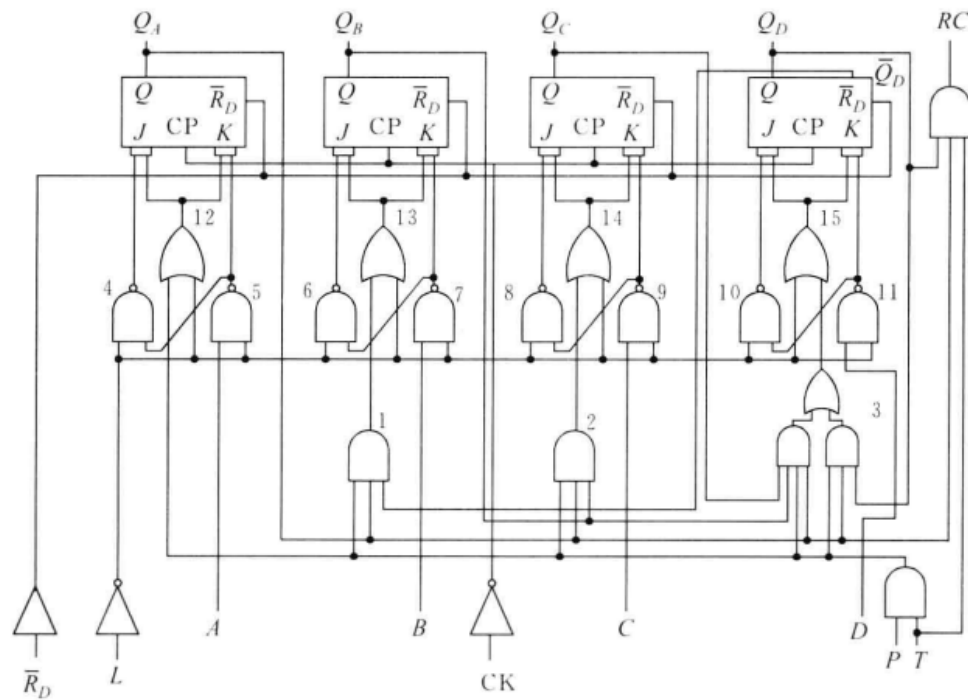 Q_A Q_B Q_C Q_D RC
Q̄_D
Q R̄_D Q R̄_D Q R̄_D Q R̄_D
J CP K J CP K J CP K J CP K
12 13 14 15
4 5 6 7 8 9 10 11
3
1 2
A B C D
P T
R̄_D L CK